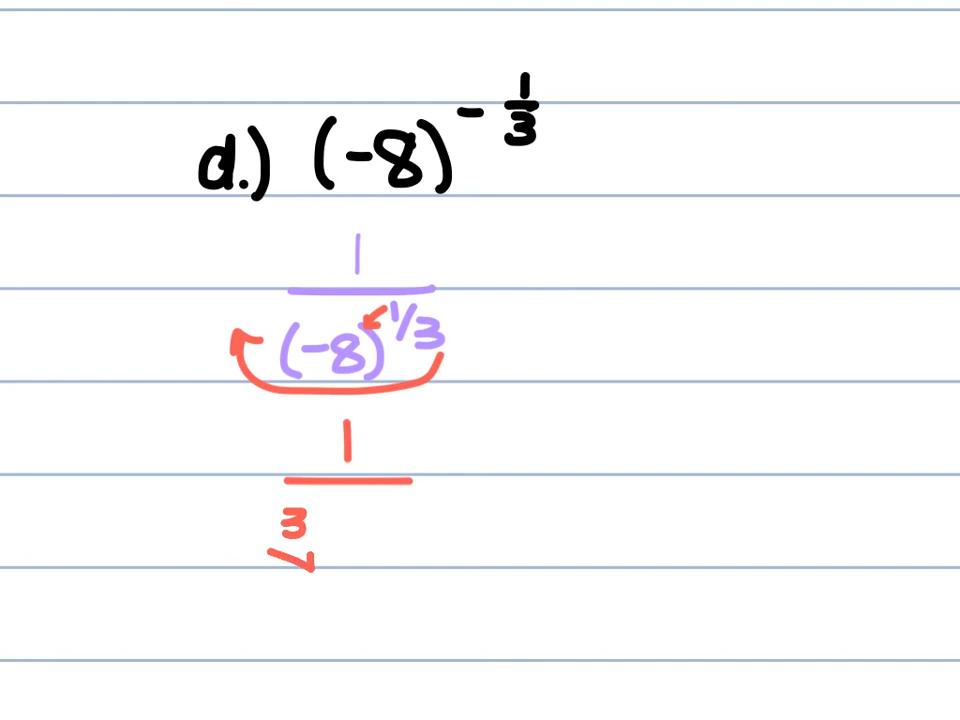 d.) (-8)^-1/3
1
(-8)^1/3
1
3√